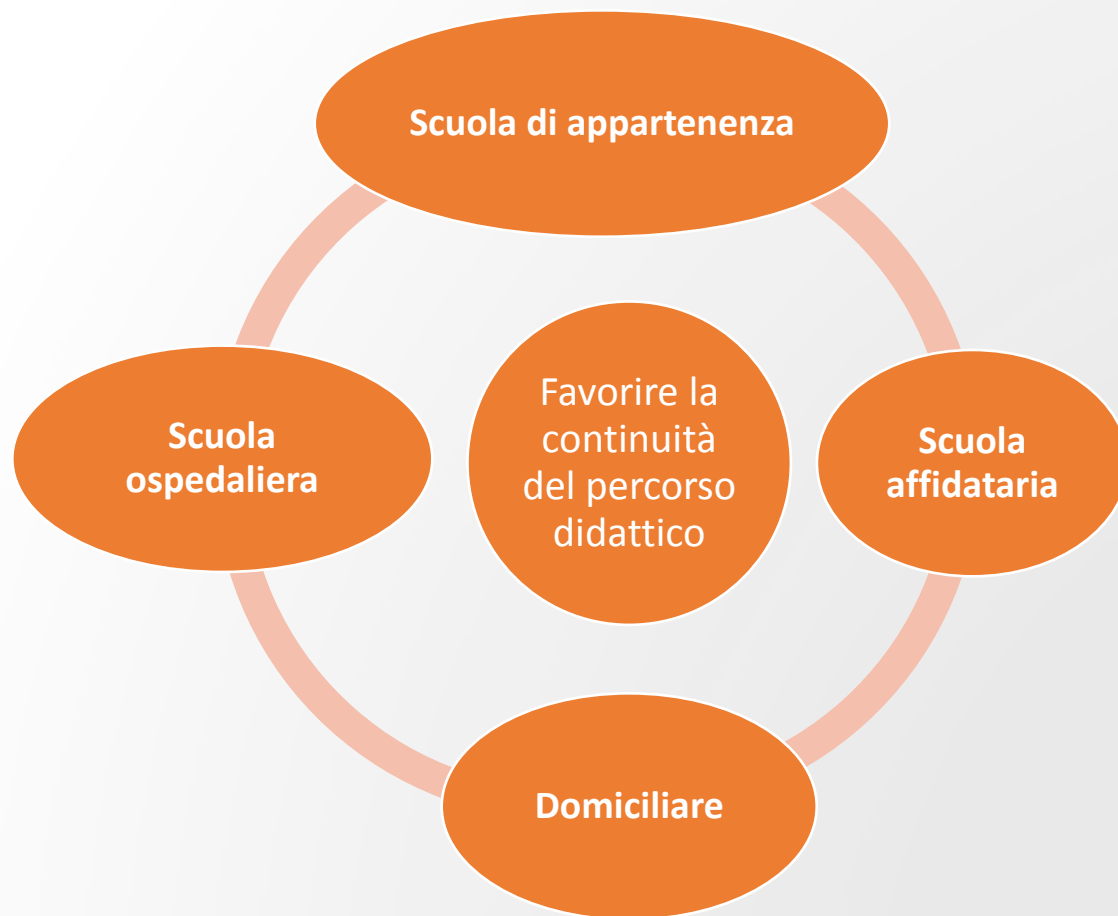 Scuola di appartenenza
Scuola
ospedaliera
Favorire la
continuità
del percorso
didattico
Scuola
affidataria
Domiciliare